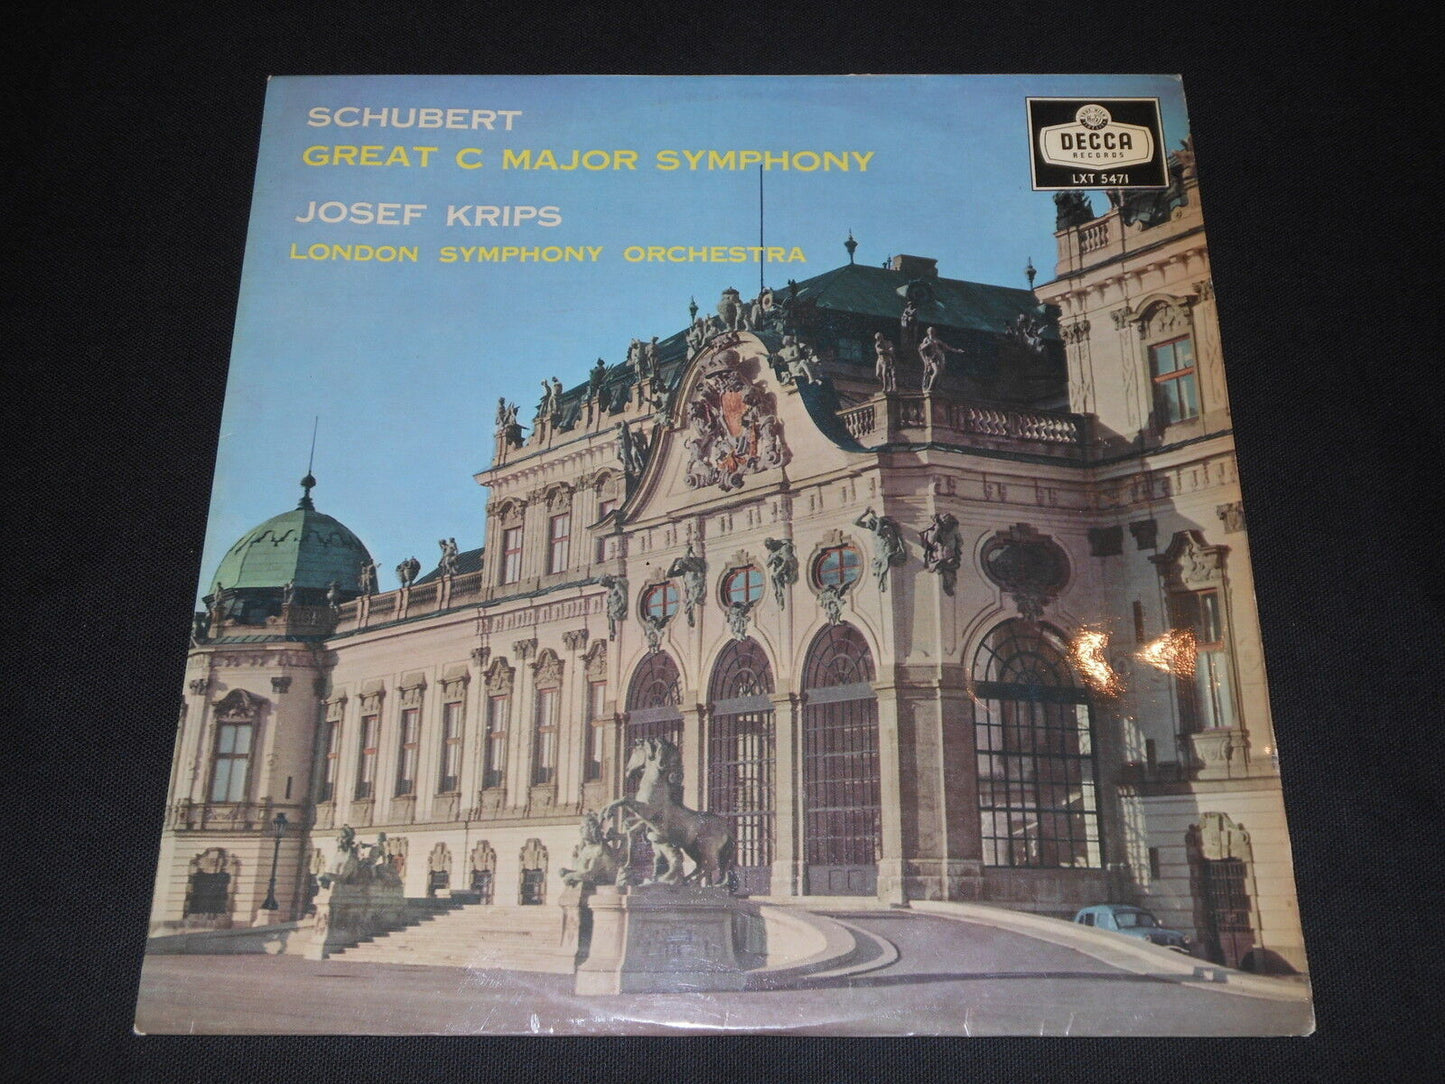 SCHUBERT
GREAT C MAJOR SYMPHONY
JOSEF KRIPS
LONDON SYMPHONY ORCHESTRA
DECCA
RECORDS
LXT 5471